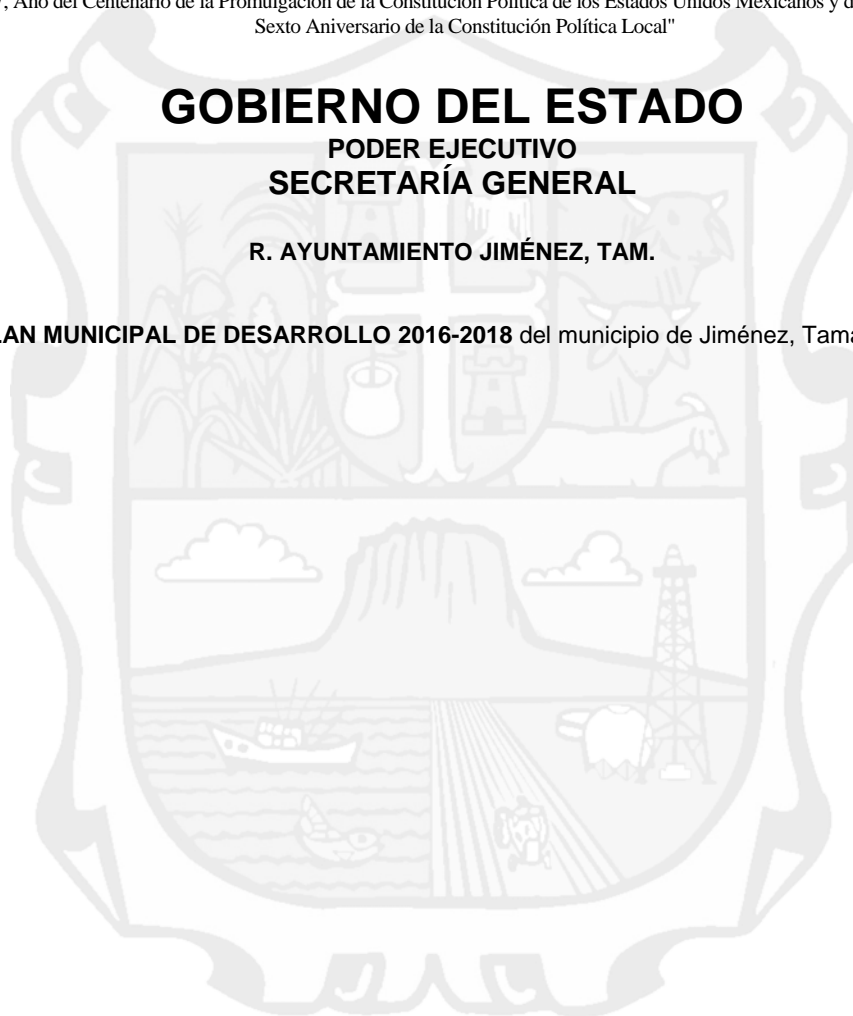 , Año del Centenario de la Promulgación de la Constitución Política de los Estados Unidos Mexicanos y d
Sexto Aniversario de la Constitución Política Local"
GOBIERNO DEL ESTADO
PODER EJECUTIVO
SECRETARÍA GENERAL
R. AYUNTAMIENTO JIMÉNEZ, TAM.
LAN MUNICIPAL DE DESARROLLO 2016-2018 del municipio de Jiménez, Tama